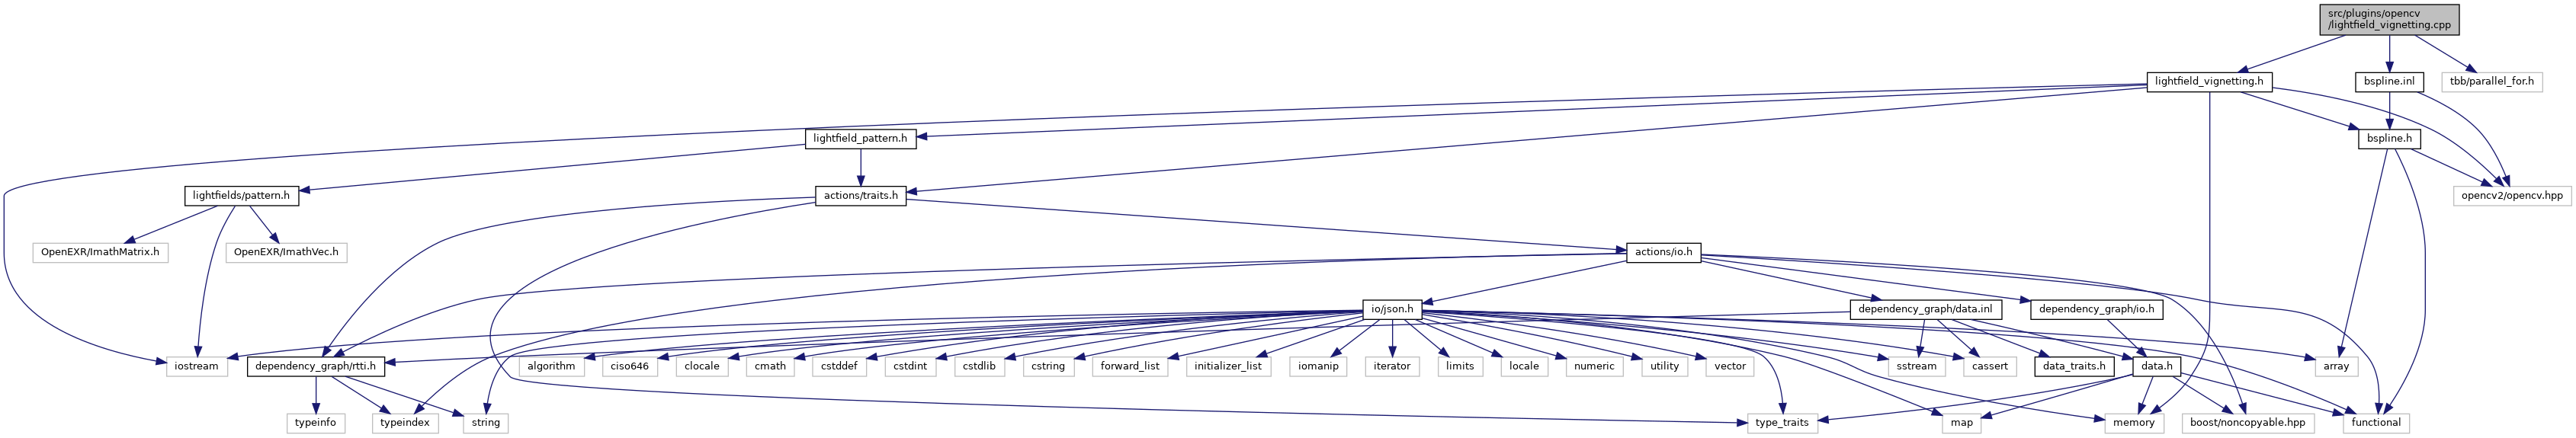 src/plugins/opencv
/lightfield_vignetting.cpp
lightfield_vignetting.h
bspline.inl
tbb/parallel_for.h
lightfield_pattern.h
bspline.h
lightfields/pattern.h
actions/traits.h
opencv2/opencv.hpp
OpenEXR/ImathMatrix.h
OpenEXR/ImathVec.h
actions/io.h
io/json.h
dependency_graph/data.inl
dependency_graph/io.h
iostream
dependency_graph/rtti.h
algorithm
ciso646
clocale
cmath
cstddef
cstdint
cstdlib
cstring
forward_list
initializer_list
iomanip
iterator
limits
locale
numeric
utility
vector
sstream
cassert
data_traits.h
data.h
array
typeinfo
typeindex
string
type_traits
map
memory
boost/noncopyable.hpp
functional